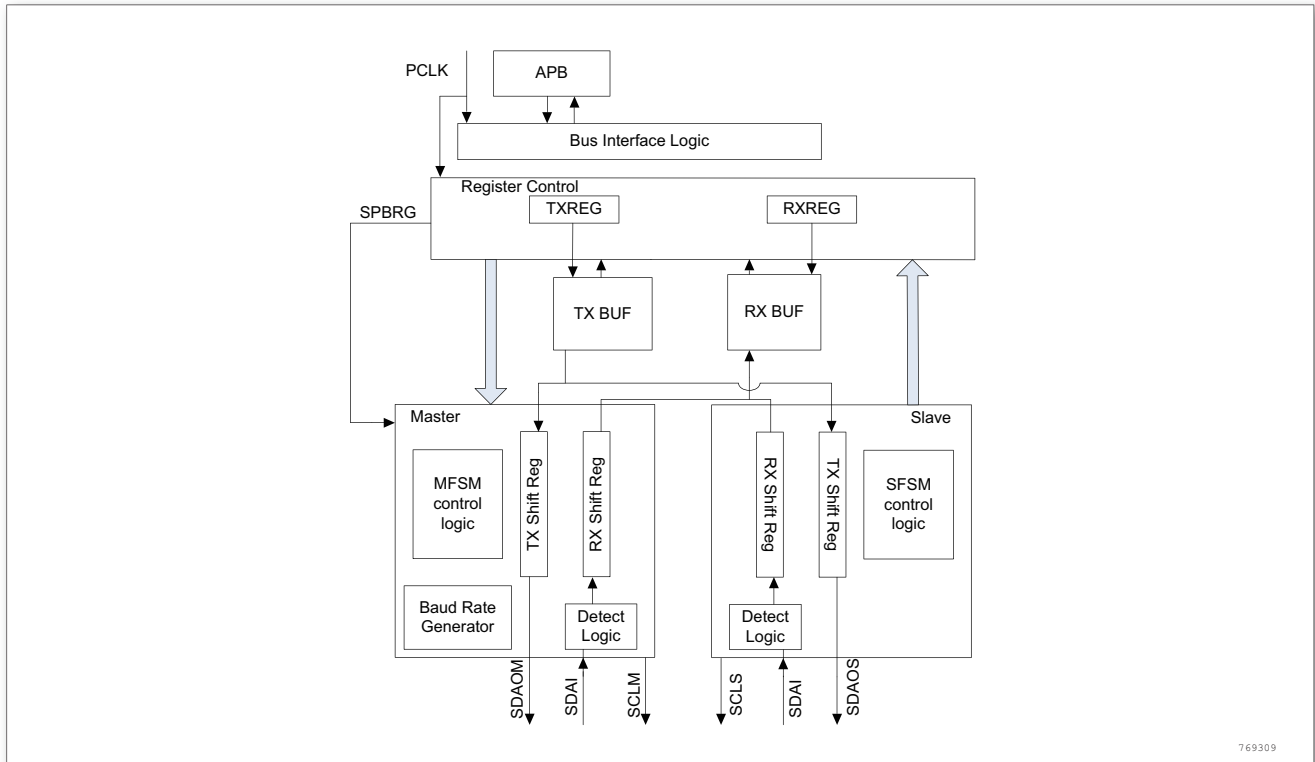 PCLK
APB
Bus Interface Logic
Register Control
TXREG
RXREG
SPBRG
TX BUF
RX BUF
Master
Slave
MFSM
control
logic
TX Shift Reg
RX Shift Reg
RX Shift Reg
TX Shift Reg
SFSM
control
logic
Baud Rate
Generator
Detect
Logic
Detect
Logic
SDAOM
SDAI
SCLM
SCLS
SDAI
SDAOS
769309